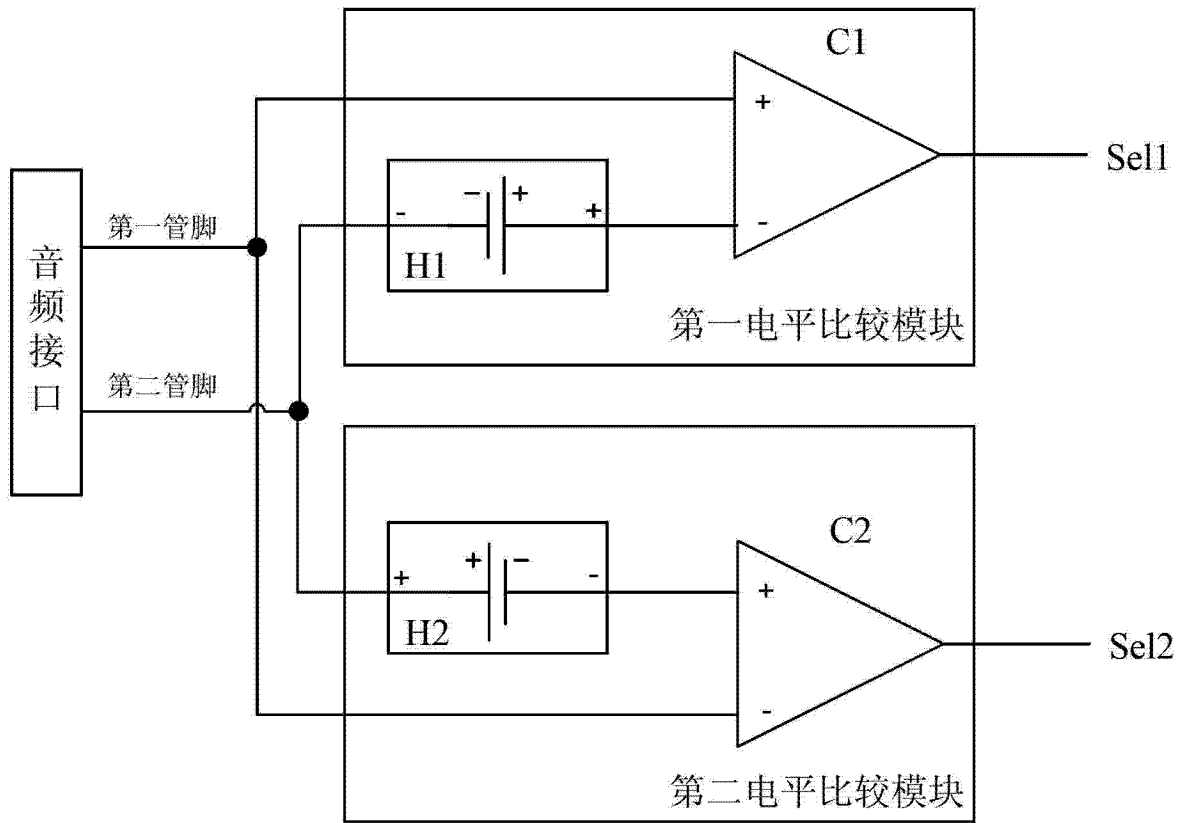 C1
+
Sel1
-
第一管脚
音频接口
- − + +
H1
第一电平比较模块
第二管脚
C2
+ + − -
+
H2
Sel2
-
第二电平比较模块